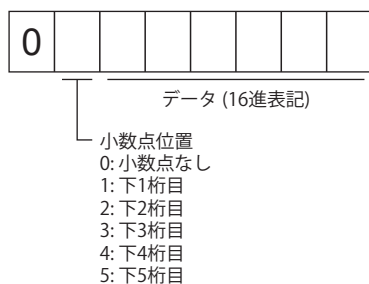 0
データ (16進表記)
小数点位置
0: 小数点なし
1: 下1桁目
2: 下2桁目
3: 下3桁目
4: 下4桁目
5: 下5桁目